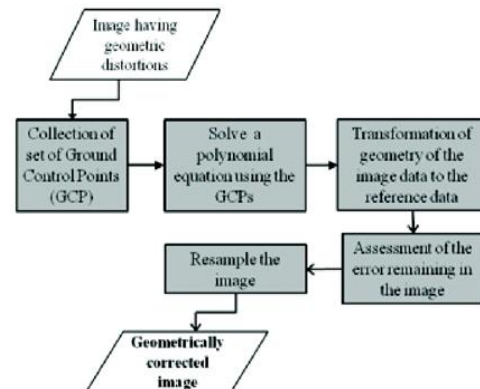 Image having
geometric
distortions
Collection of
set of Ground
Control Points
(GCP)
Solve a
polynomial
equation using the
GCPs
Transformation of
geometry of the
image data to the
reference data
Assessment of the
error remaining in
the image
Resample the
image
Geometrically
corrected
image